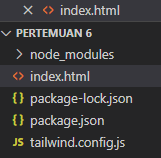 index.html
PERTEMUAN 6
node_modules
index.html
package-lock.json
package.json
tailwind.config.js